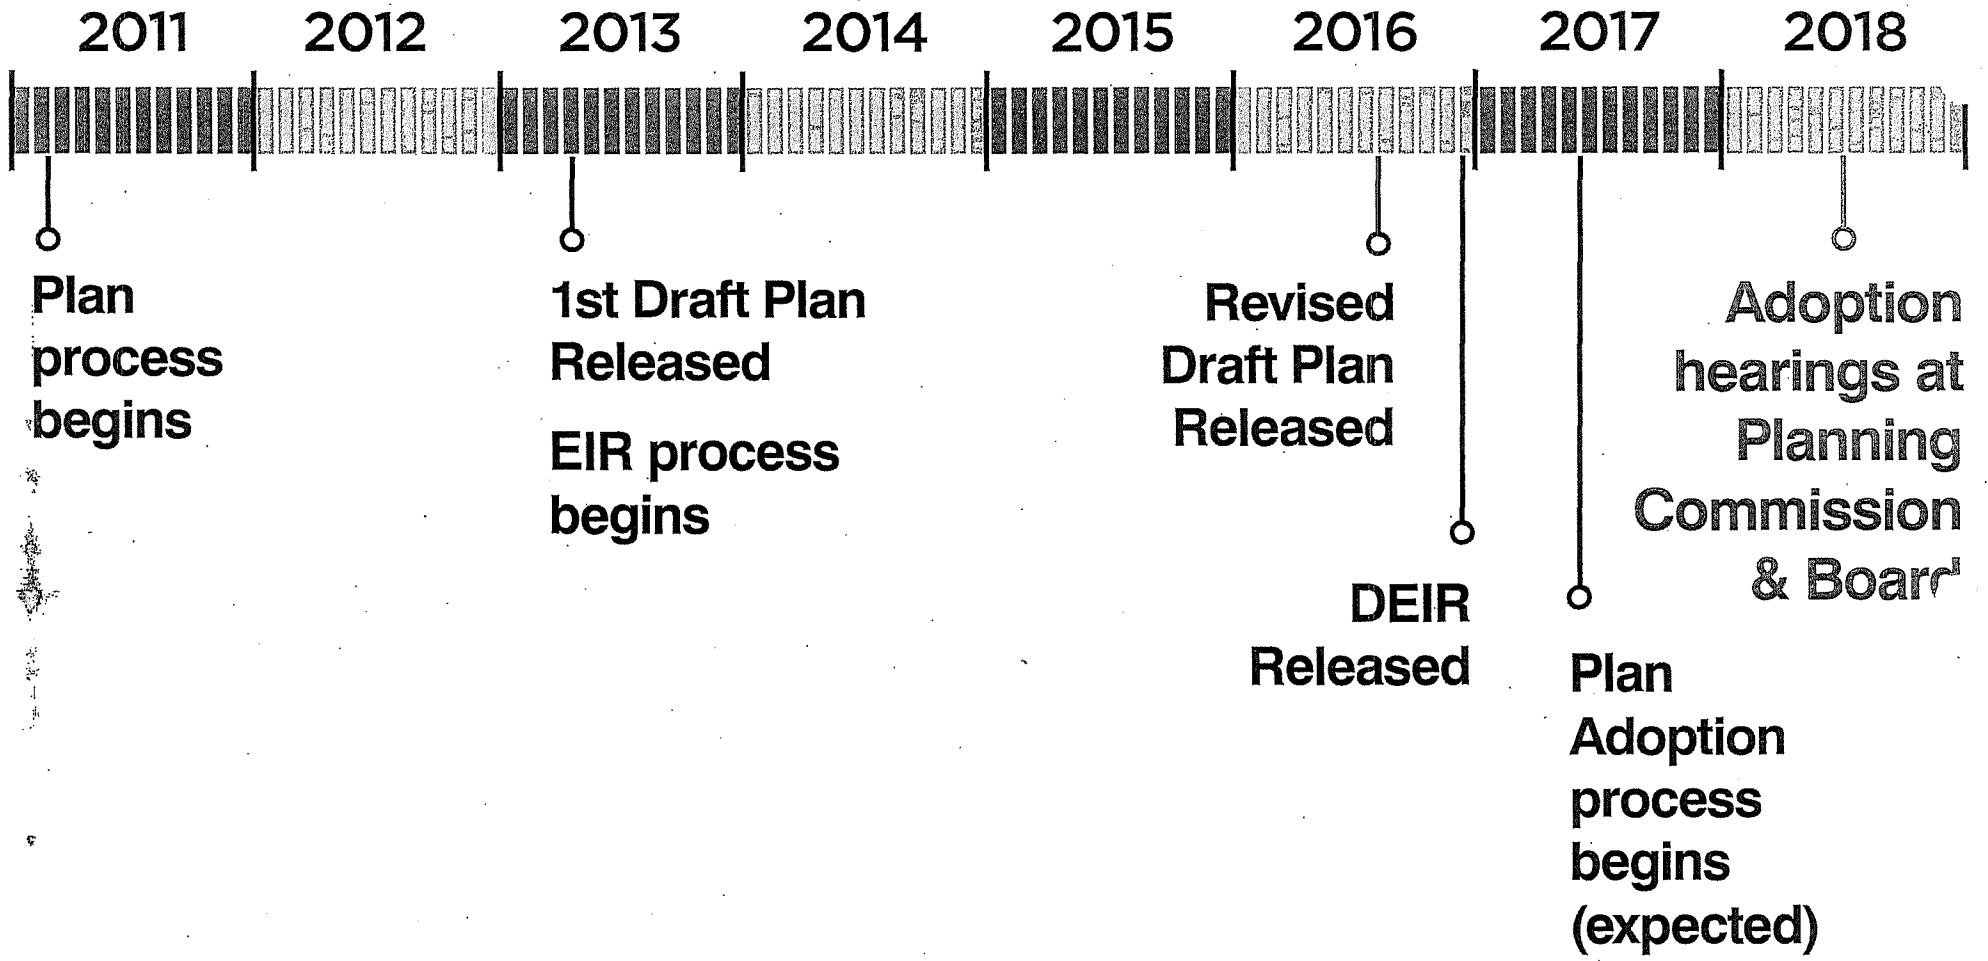 2011 2012 2013 2014 2015 2016 2017 2018
Plan
process
begins
1st Draft Plan
Released
EIR process
begins
Revised
Draft Plan
Released
DEIR
Released
Plan
Adoption
process
begins
(expected)
Adoption
hearings at
Planning
Commission
& Board